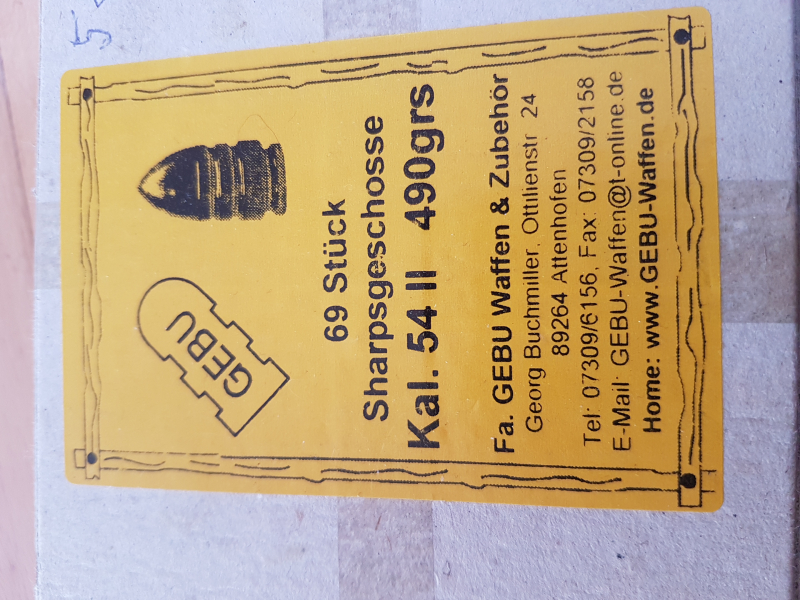 GEBU
69 Stück
Sharpsgeschosse
Kal. 54 II 490grs
Fa. GEBU Waffen & Zubehör
Georg Buchmiller, Ottilienstr. 24
89264 Attenhofen
Tel: 07309/6156, Fax: 07309/2158
E-Mail: GEBU-Waffen@t-online.de
Home: www.GEBU-Waffen.de